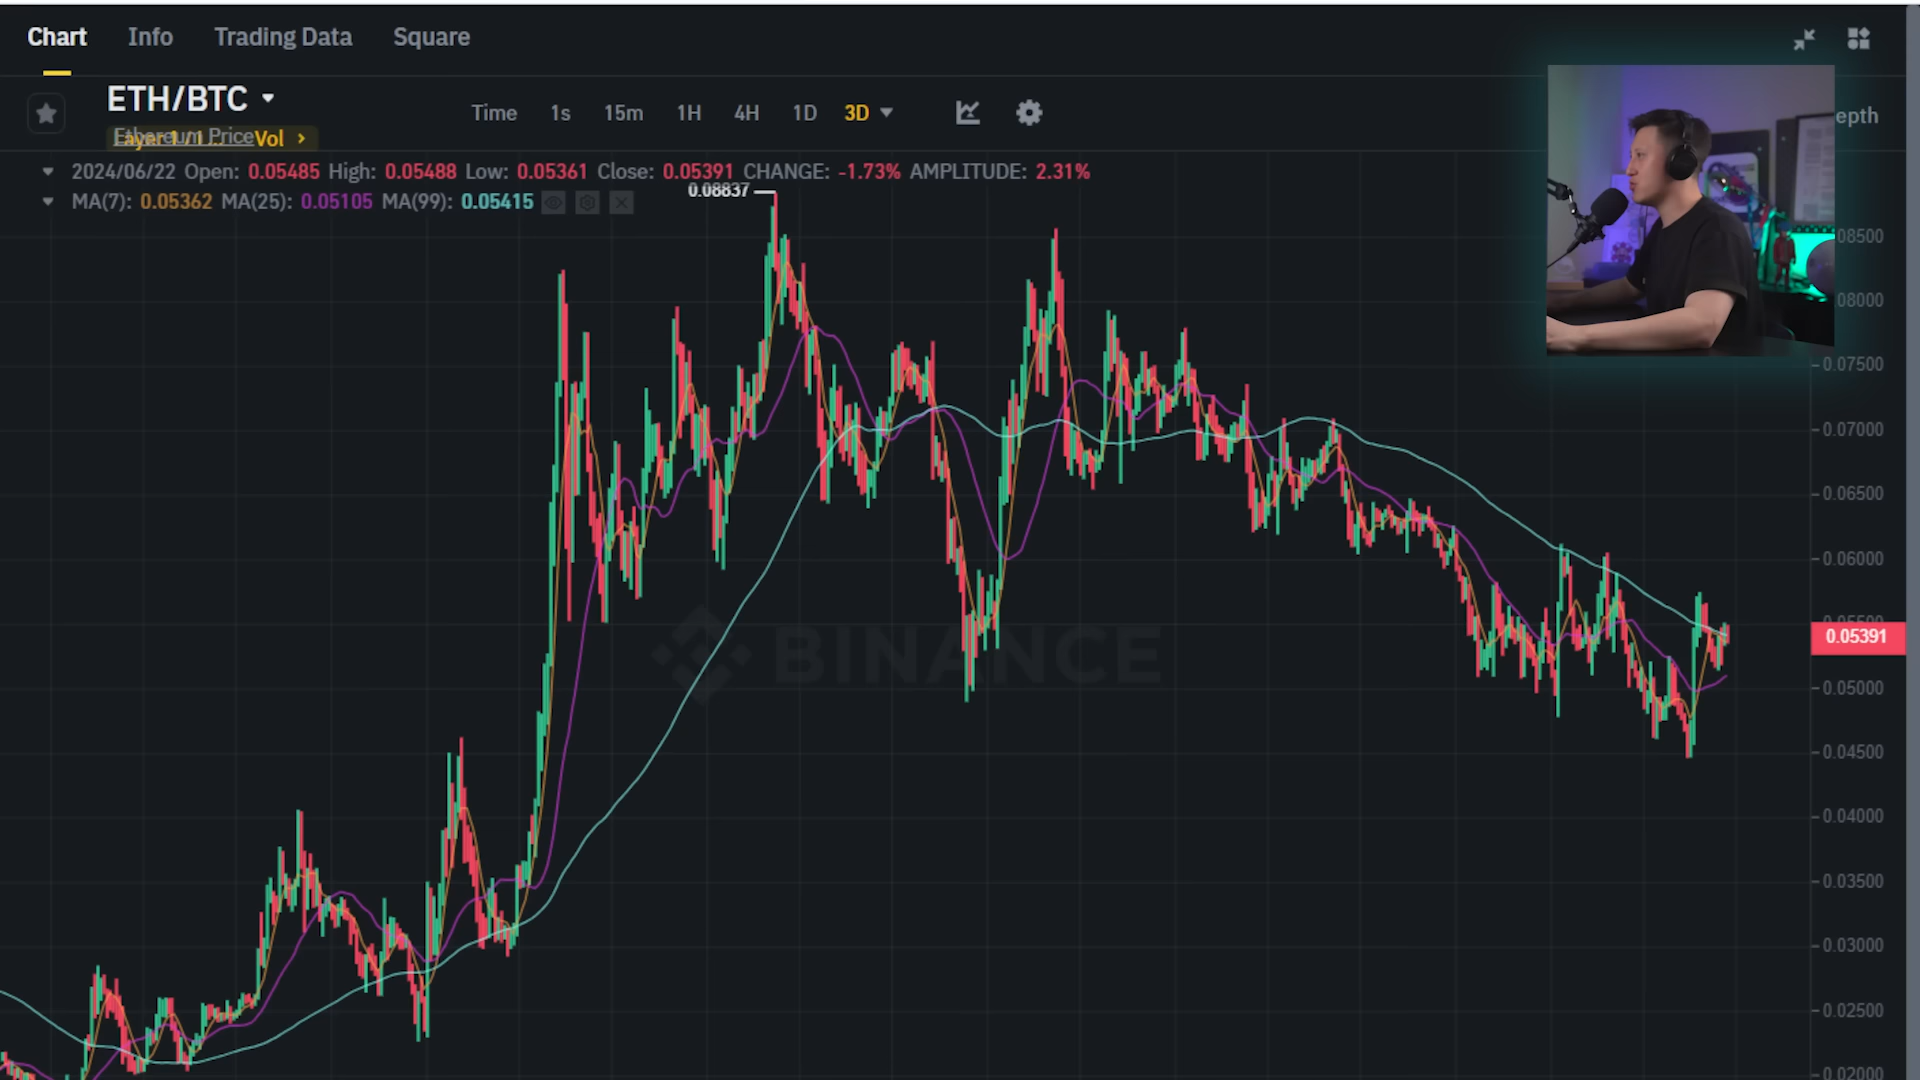 Chart Info Trading Data Square
ETH/BTC
Time 1s 15m 1H 4H 1D 3D
epth
Ethereum Price
Vol
2024/06/22 Open: 0.05485 High: 0.05488 Low: 0.05361 Close: 0.05391 CHANGE: -1.73% AMPLITUDE: 2.31%
0.08837
MA(7): 0.05362 MA(25): 0.05105 MA(99): 0.05415
08500
08000
0.07500
0.07000
0.06500
0.06000
0.05391
BINANCE
0.05000
0.04500
0.04000
0.03500
0.03000
0.02500
0.02000